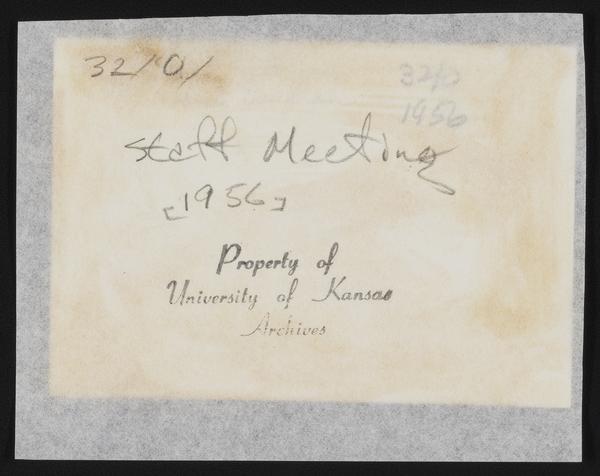 32/0/
32/0
1956
Staff Meeting
[1956]
Property of
University of Kansas
Archives